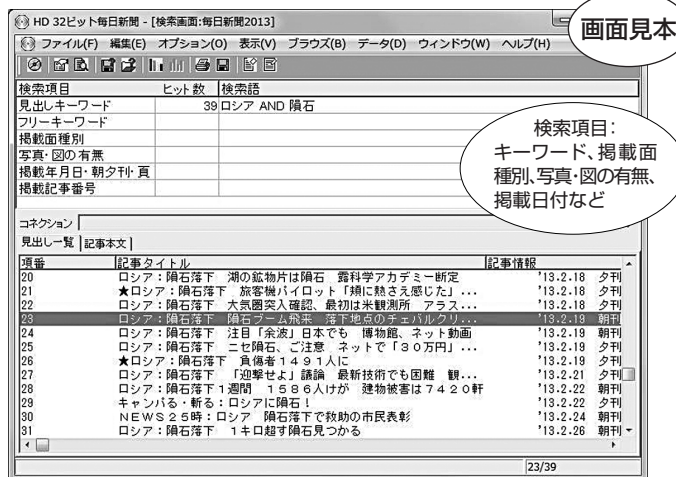 HD 32ビット毎日新聞 - [検索画面:毎日新聞2013]
画面見本
ファイル(F) 編集(E) オプション(O) 表示(V) ブラウズ(B) データ(D) ウィンドウ(W) ヘルプ(H)
検索項目 ヒット数 検索語
見出しキーワード 39 ロシア AND 隕石
フリーキーワード
掲載面種別
写真・図の有無
掲載年月日・朝夕刊・頁
掲載記事番号
検索項目:
キーワード、掲載面
種別、写真・図の有無、
掲載日付など
コネクション
見出し一覧 記事本文
項番 記事タイトル 記事情報
20 ロシア:隕石落下 湖の鉱物片は隕石 露科学アカデミー断定 '13.2.18 夕刊
21 ★ロシア:隕石落下 旅客機パイロット「頬に熱さえ感じた」... '13.2.18 夕刊
22 ロシア:隕石落下 大気圏突入確認、最初は米観測所 アラス... '13.2.18 夕刊
23 ロシア:隕石落下 隕石ブーム飛来 落下地点のチェバルクリ... '13.2.19 朝刊
24 ロシア:隕石落下 注目「余波」日本でも 博物館、ネット動画 '13.2.19 朝刊
25 ロシア:隕石落下 ニセ隕石、ご注意 ネットで「30万円」... '13.2.19 夕刊
26 ★ロシア:隕石落下 負傷者1491人に '13.2.19 夕刊
27 ロシア:隕石落下 「迎撃せよ」議論 最新技術でも困難 観... '13.2.21 夕刊
28 ロシア:隕石落下1週間 1586人けが 建物被害は7420軒 '13.2.22 朝刊
29 キャンパる・斬る:ロシアに隕石! '13.2.22 夕刊
30 NEWS25時:ロシア 隕石落下で救助の市民表彰 '13.2.24 朝刊
31 ロシア:隕石落下 1キロ超す隕石見つかる '13.2.26 朝刊
23/39